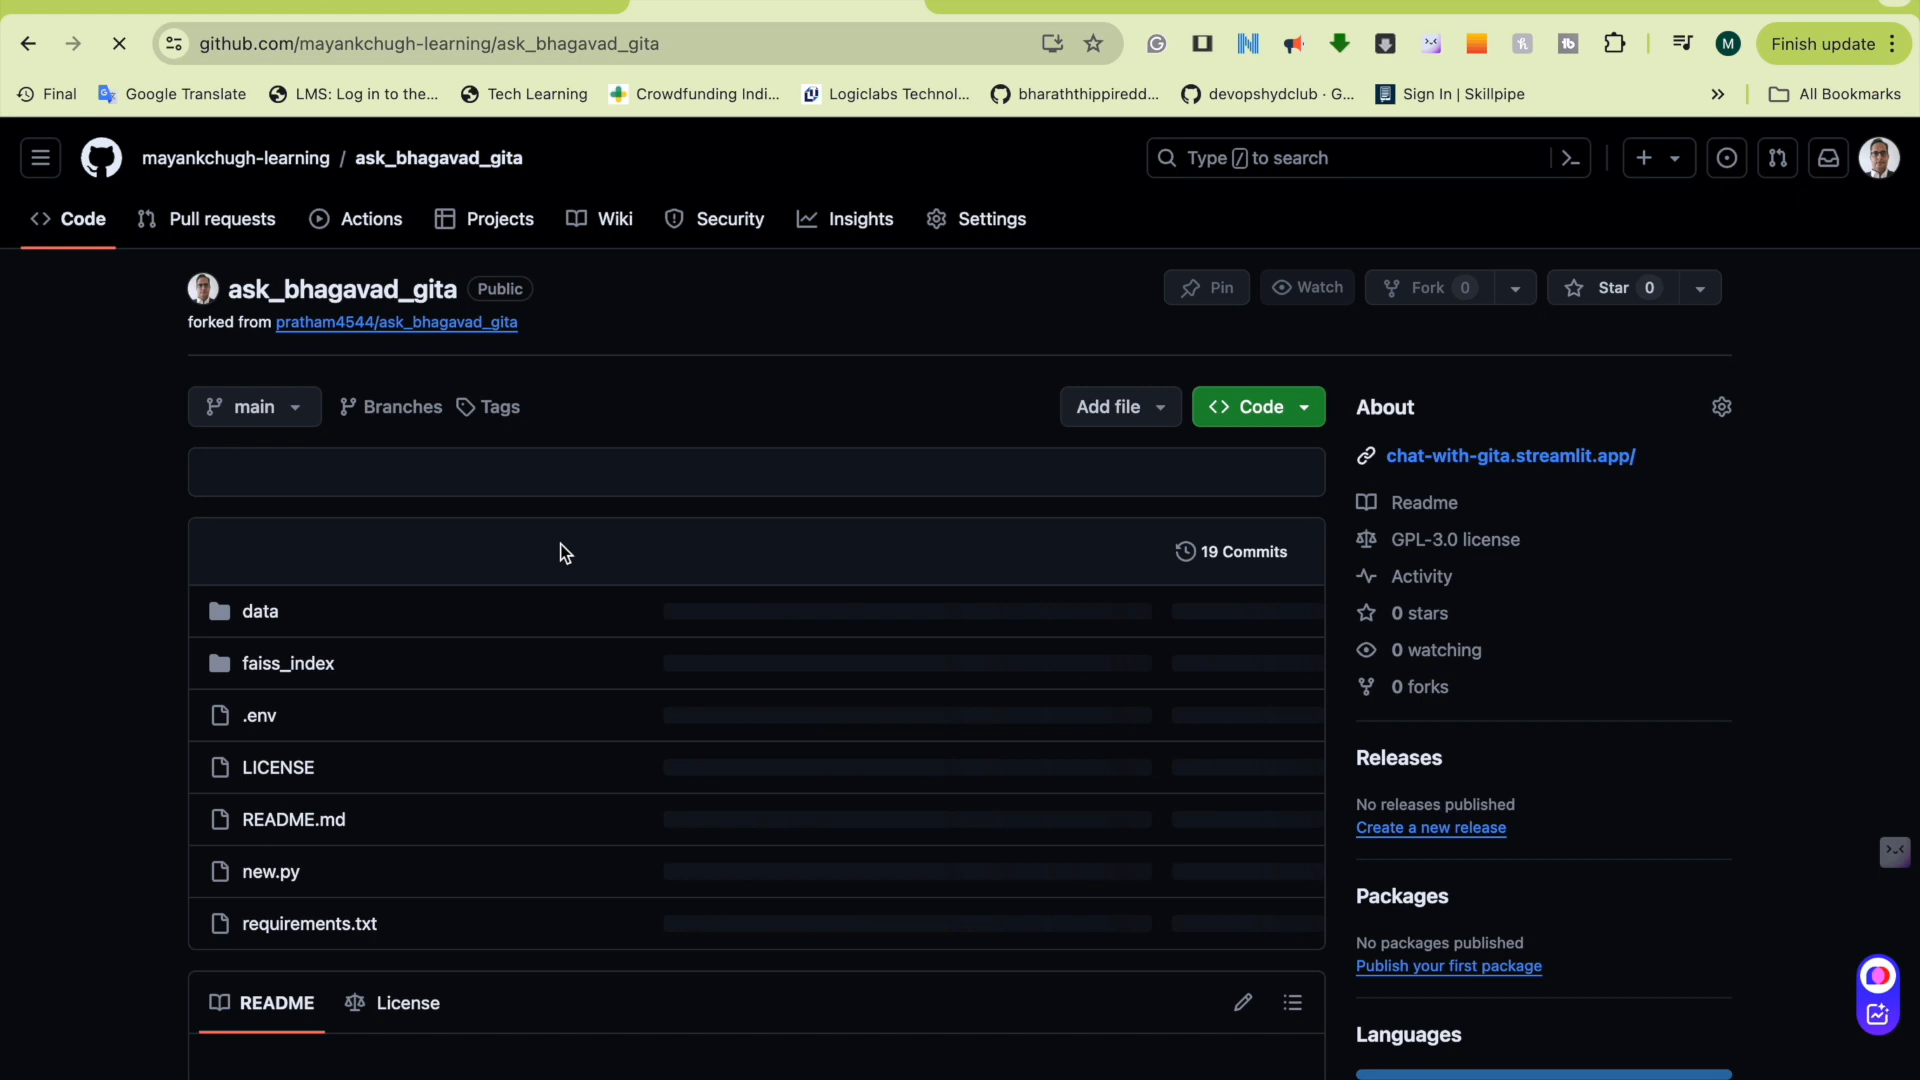 github.com/mayankchugh-learning/ask_bhagavad_gita
M
Finish update
Final
Google Translate
LMS: Log in to the...
Tech Learning
Crowdfunding Indi...
Logiclabs Technol...
bharaththippiredd...
devopshydclub · G...
Sign In | Skillpipe
All Bookmarks
mayankchugh-learning / ask_bhagavad_gita
Type / to search
Code
Pull requests
Actions
Projects
Wiki
Security
Insights
Settings
ask_bhagavad_gita
Public
Pin
Watch
Fork 0
Star 0
forked from pratham4544/ask_bhagavad_gita
main
Branches
Tags
Add file
Code
19 Commits
data
faiss_index
.env
LICENSE
README.md
new.py
requirements.txt
README
License
About
chat-with-gita.streamlit.app/
Readme
GPL-3.0 license
Activity
0 stars
0 watching
0 forks
Releases
No releases published
Create a new release
Packages
No packages published
Publish your first package
Languages